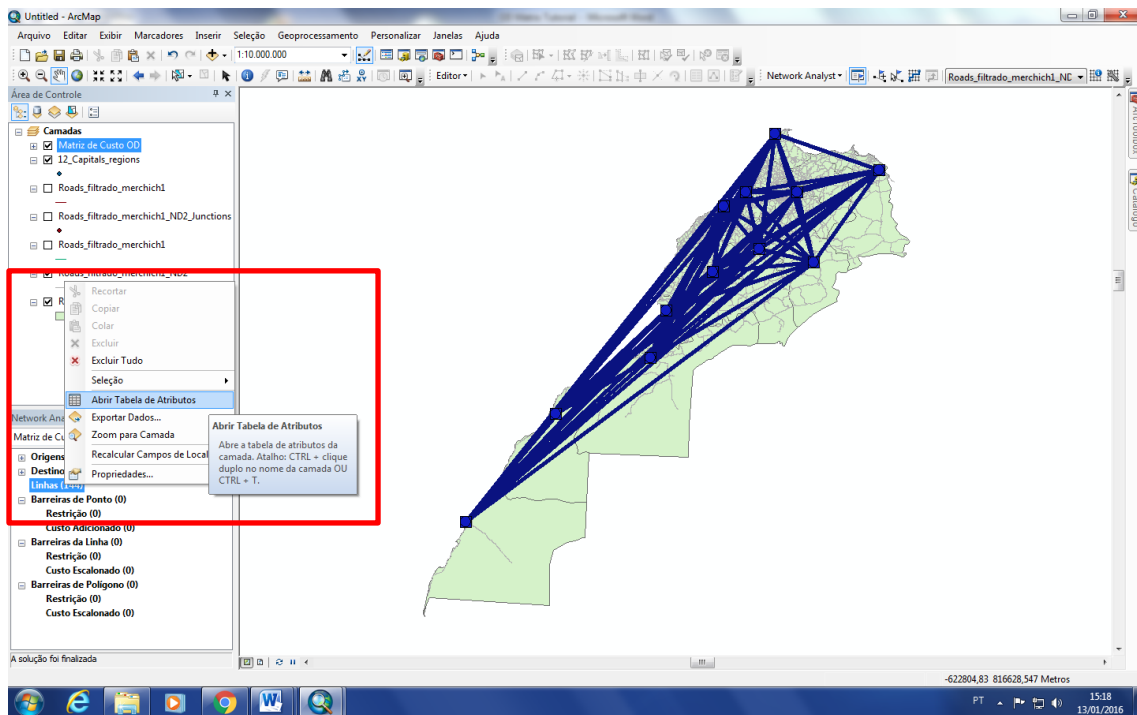 Untitled - ArcMap
Arquivo Editar Exibir Marcadores Inserir Seleção Geoprocessamento Personalizar Janelas Ajuda
1:10.000.000
Editor
Network Analyst
Roads_filtrado_merchich1_NC
Área de Controle
Camadas
Matriz de Custo OD
12_Capitals_regions
Roads_filtrado_merchich1
Roads_filtrado_merchich1_ND2_Junctions
Roads_filtrado_merchich1
Roads_filtrado_merchich1_ND2
R
Recortar
Copiar
Colar
Excluir
Excluir Tudo
Seleção
Abrir Tabela de Atributos
Exportar Dados...
Zoom para Camada
Recalcular Campos de Local
Propriedades...
Abrir Tabela de Atributos
Abre a tabela de atributos da
camada. Atalho: CTRL + clique
duplo no nome da camada OU
CTRL + T.
Network Ana
Matriz de Cu
Origens
Destino
Linhas (144)
Barreiras de Ponto (0)
Restrição (0)
Custo Adicionado (0)
Barreiras da Linha (0)
Restrição (0)
Custo Escalonado (0)
Barreiras de Polígono (0)
Restrição (0)
Custo Escalonado (0)
A solução foi finalizada
ArcToolbox
Catálogo
-622804,83 816628,547 Metros
PT
15:18
13/01/2016